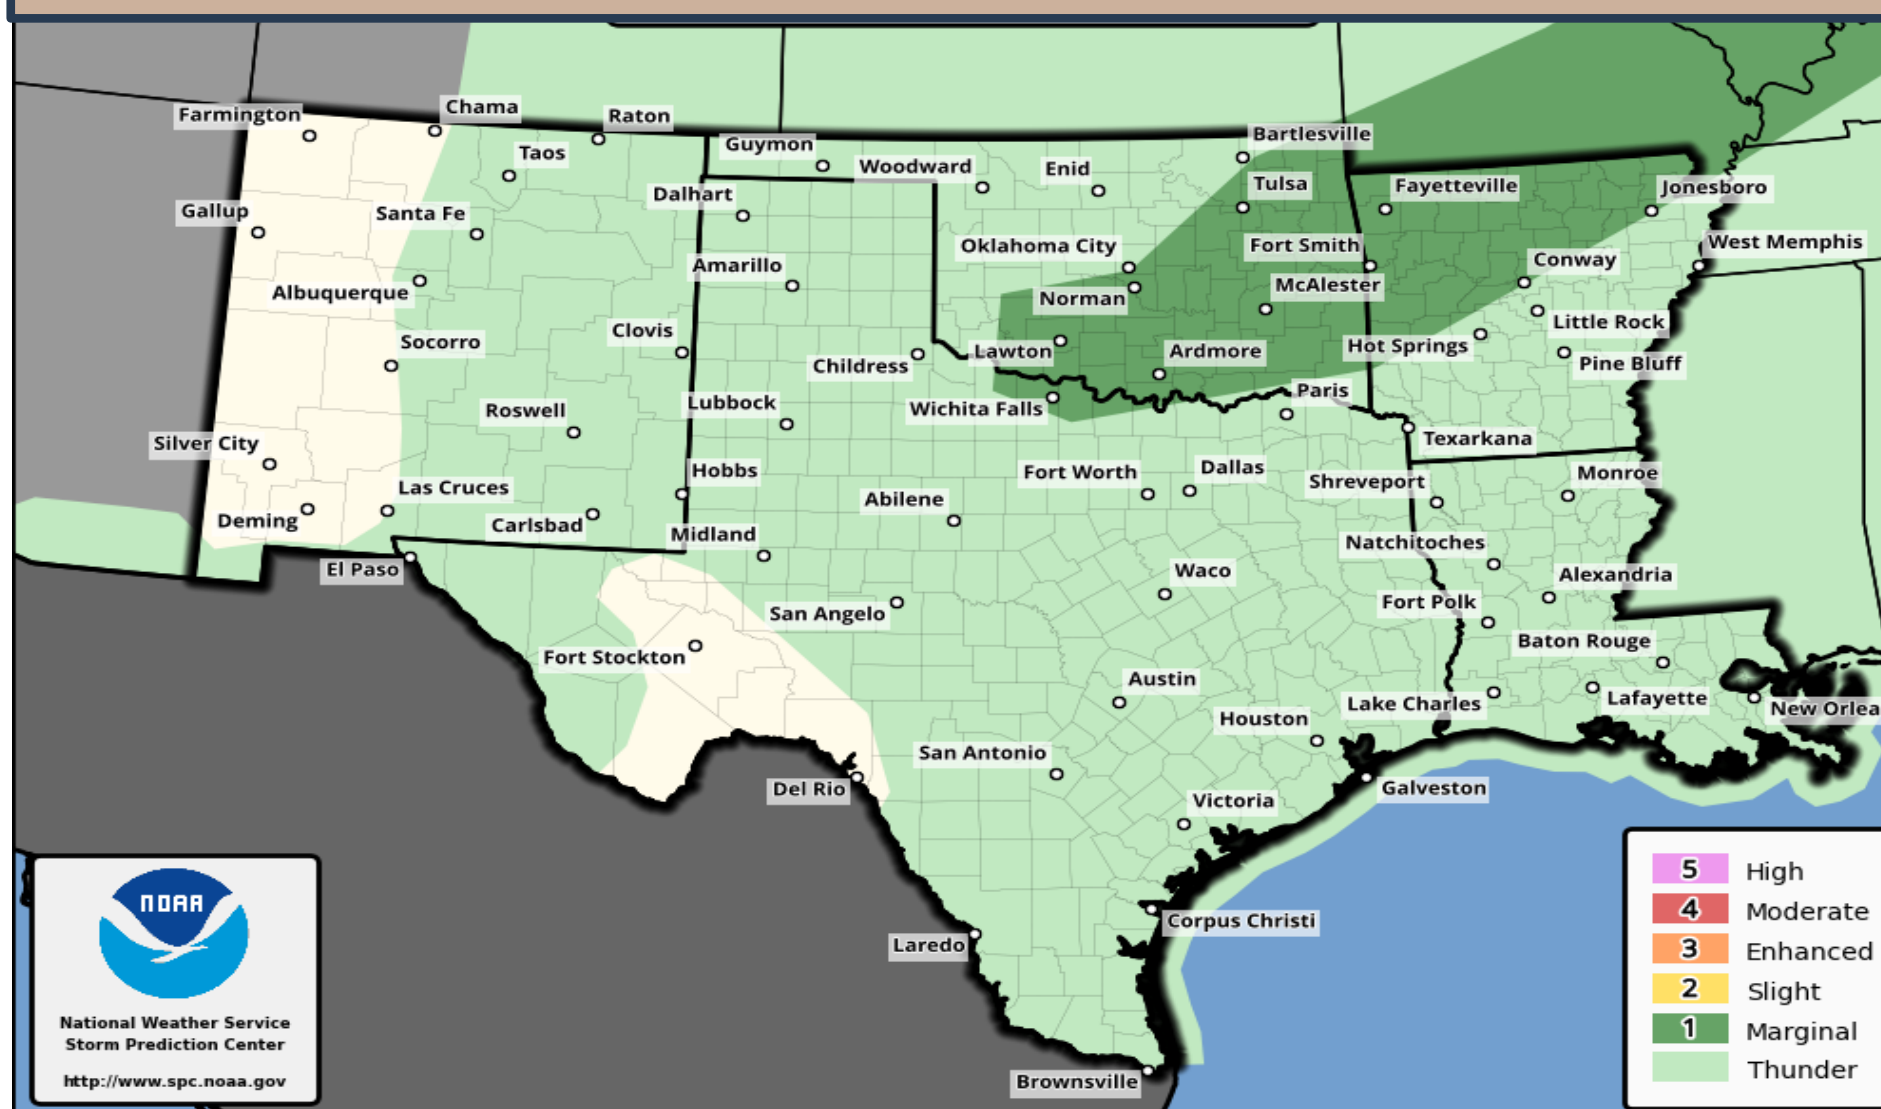 Farmington
Chama
Raton
Bartlesville
Guymon
Taos
Woodward
Enid
Tulsa
Fayetteville
Jonesboro
Dalhart
Gallup
Santa Fe
Oklahoma City
Fort Smith
West Memphis
Conway
Amarillo
Albuquerque
Norman
McAlester
Little Rock
Clovis
Socorro
Lawton
Ardmore
Hot Springs
Pine Bluff
Childress
Paris
Roswell
Lubbock
Wichita Falls
Texarkana
Silver City
Hobbs
Fort Worth
Dallas
Monroe
Shreveport
Las Cruces
Abilene
Deming
Carlsbad
Midland
Natchitoches
El Paso
Waco
Alexandria
San Angelo
Fort Polk
Baton Rouge
Fort Stockton
Austin
Lake Charles
Lafayette
New Orlea
Houston
San Antonio
Del Rio
Galveston
Victoria
Corpus Christi
Laredo
Brownsville
NOAA
National Weather Service
Storm Prediction Center
http://www.spc.noaa.gov
5 High
4 Moderate
3 Enhanced
2 Slight
1 Marginal
Thunder